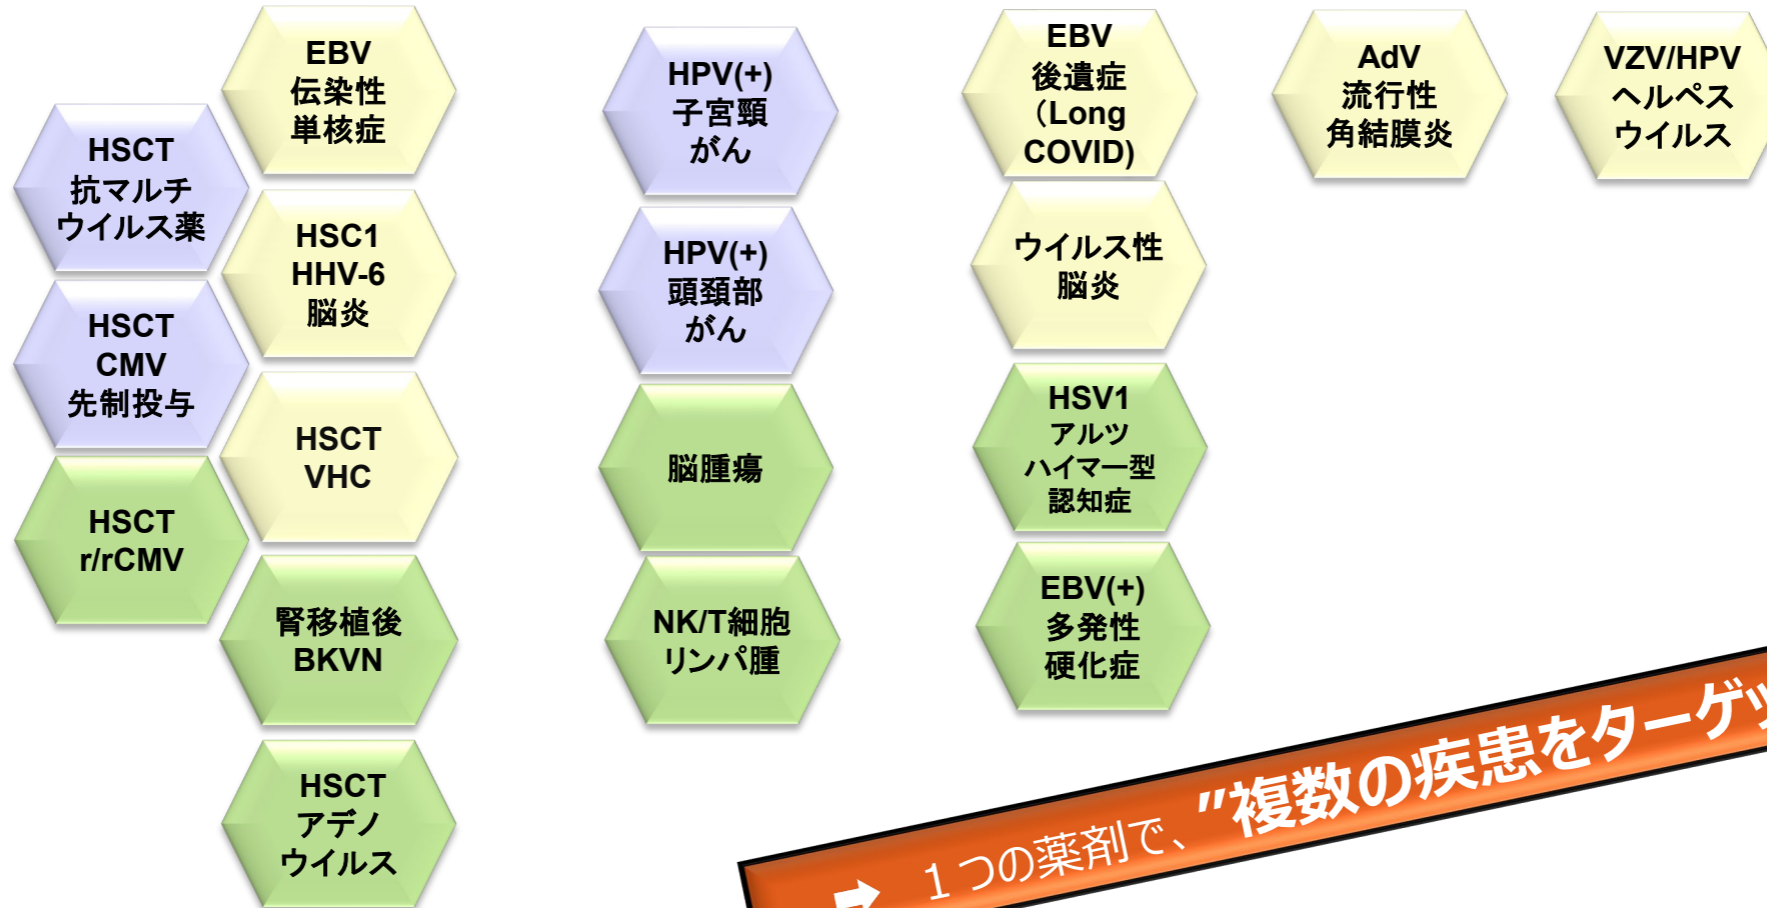 EBV
伝染性
単核症
HSCT
抗マルチ
ウイルス薬
HSC1
HHV-6
脳炎
HSCT
CMV
先制投与
HSCT
VHC
HSCT
r/rCMV
腎移植後
BKVN
HSCT
アデノ
ウイルス
HPV(+)
子宮頸
がん
HPV(+)
頭頚部
がん
脳腫瘍
NK/T細胞
リンパ腫
EBV
後遺症
(Long
COVID)
ウイルス性
脳炎
HSV1
アルツ
ハイマー型
認知症
EBV(+)
多発性
硬化症
AdV
流行性
角結膜炎
VZV/HPV
ヘルペス
ウイルス
➡ 1つの薬剤で、"複数の疾患をターゲッ